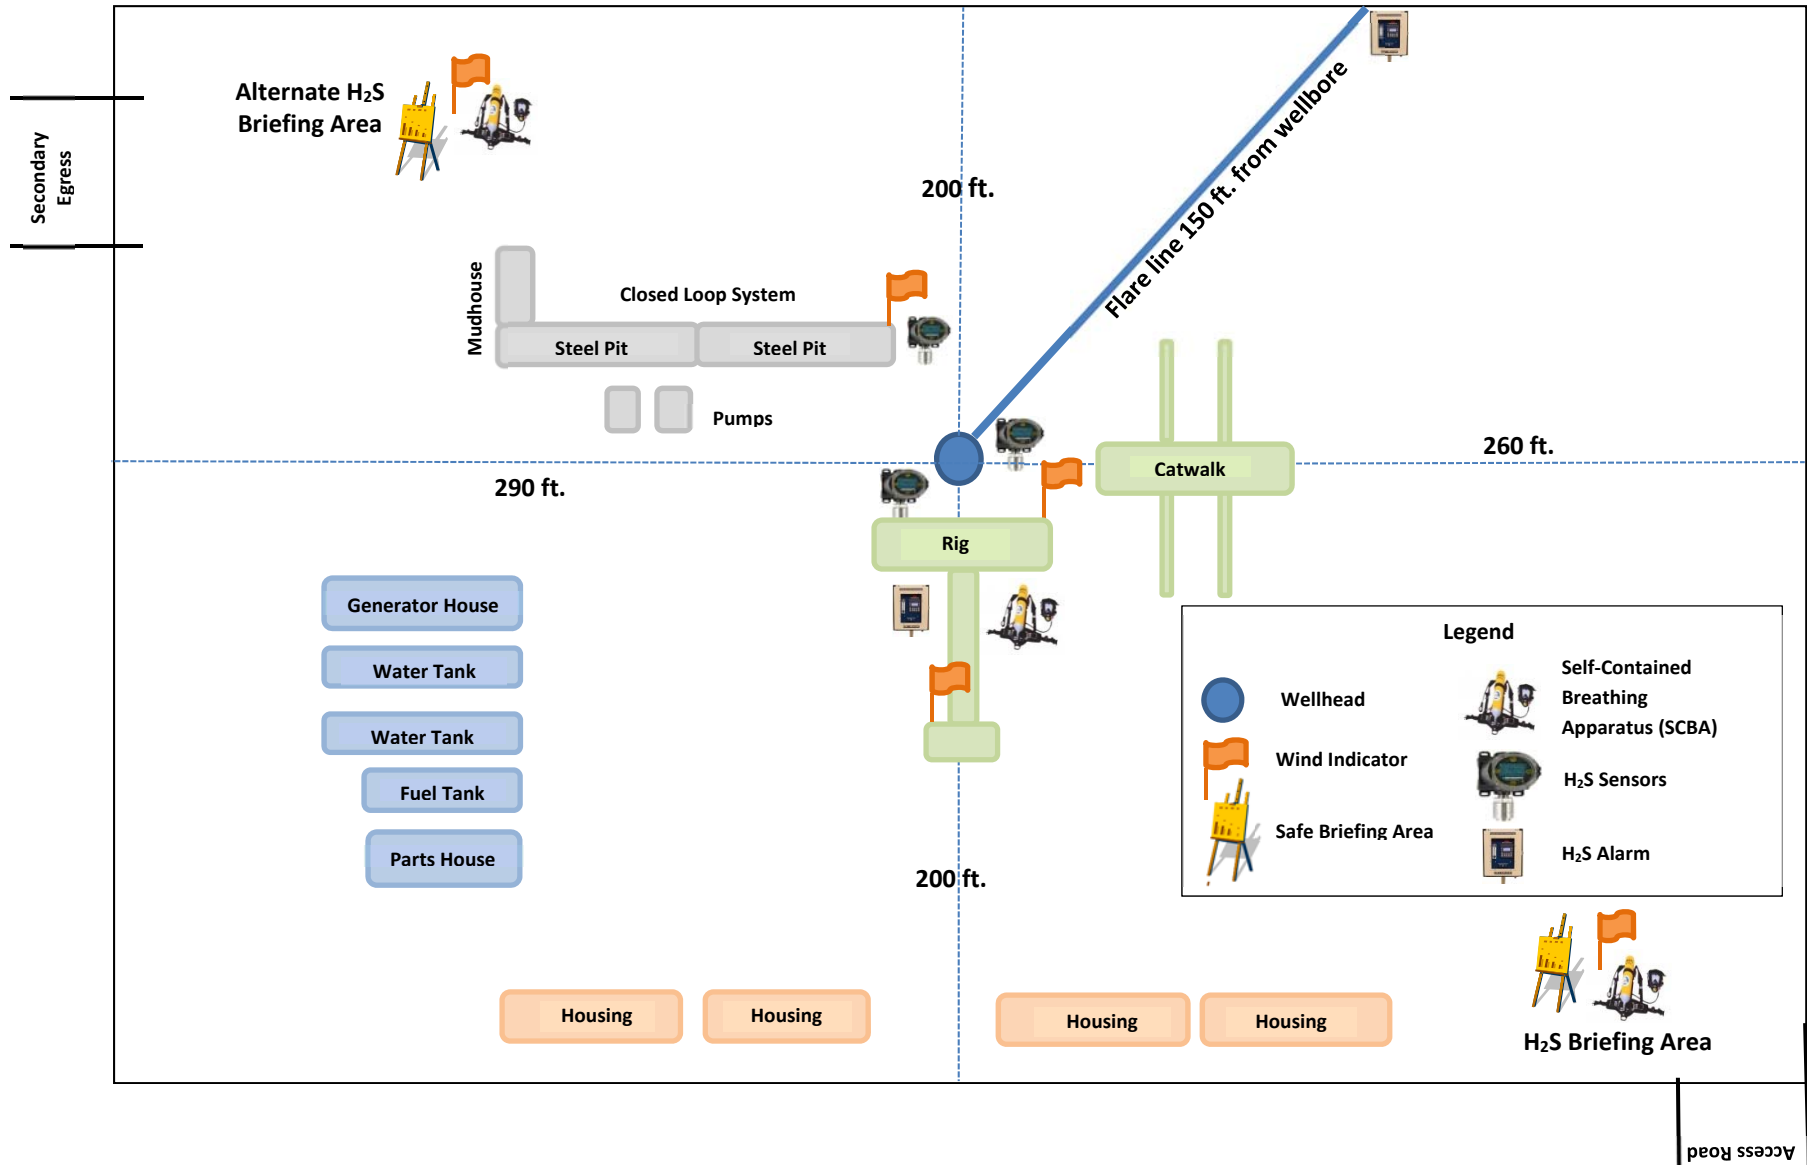 Alternate H₂S
Briefing Area
Secondary
Egress
200 ft.
Flare line 150 ft. from wellbore
Mudhouse
Closed Loop System
Steel Pit
Steel Pit
Pumps
290 ft.
260 ft.
Catwalk
Rig
Generator House
Water Tank
Water Tank
Fuel Tank
Parts House
200 ft.
Legend
Wellhead
Wind Indicator
Safe Briefing Area
Self-Contained
Breathing
Apparatus (SCBA)
H₂S Sensors
H₂S Alarm
Housing
Housing
Housing
Housing
H₂S Briefing Area
Access Road